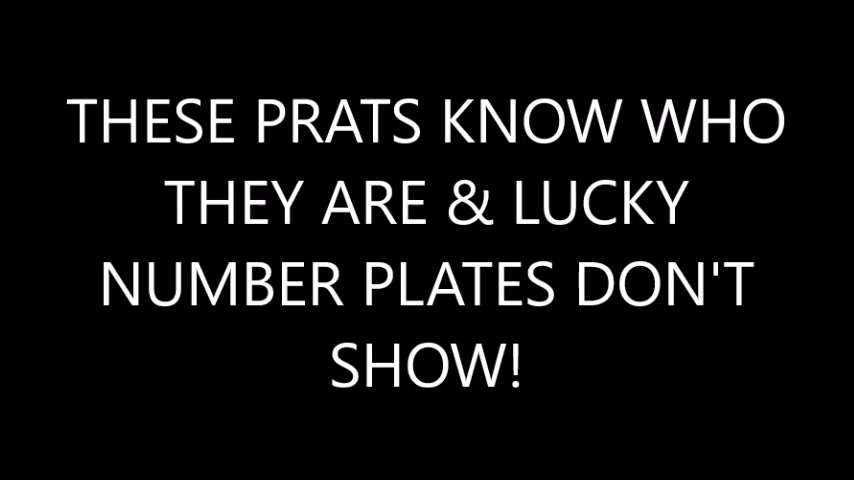 THESE PRATS KNOW WHO
THEY ARE & LUCKY
NUMBER PLATES DON'T
SHOW!